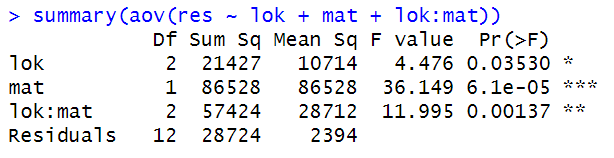 > summary(aov(res ~ lok + mat + lok:mat))
Df Sum Sq Mean Sq F value Pr(>F)
lok 2 21427 10714 4.476 0.03530 *
mat 1 86528 86528 36.149 6.1e-05 ***
lok:mat 2 57424 28712 11.995 0.00137 **
Residuals 12 28724 2394